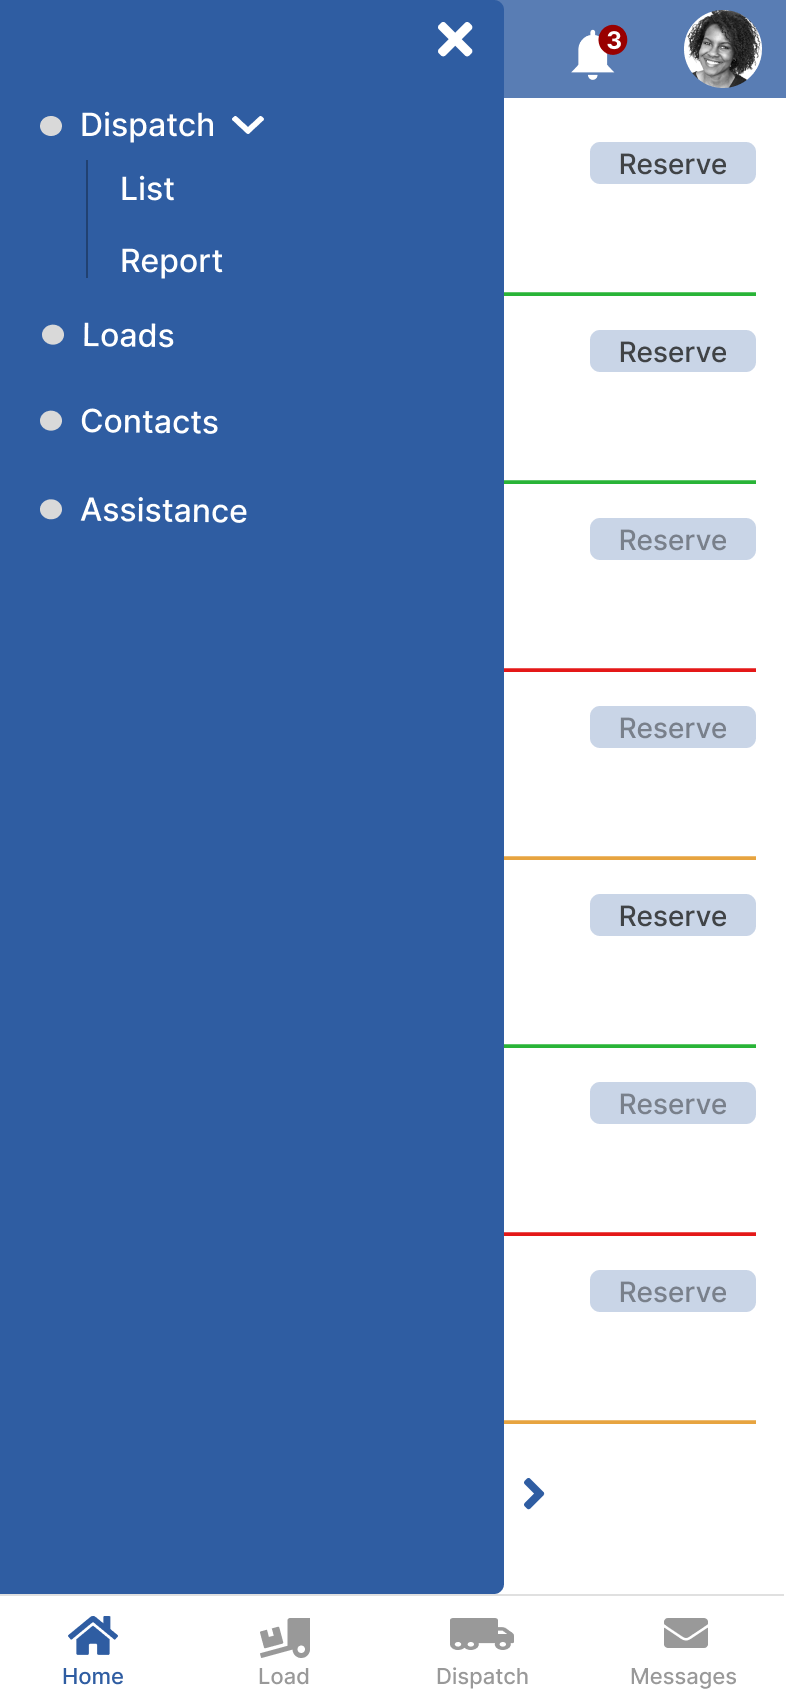 3
Dispatch
List
Report
Loads
Contacts
Assistance
Reserve
Reserve
Reserve
Reserve
Reserve
Reserve
Reserve
Home
Load
Dispatch
Messages